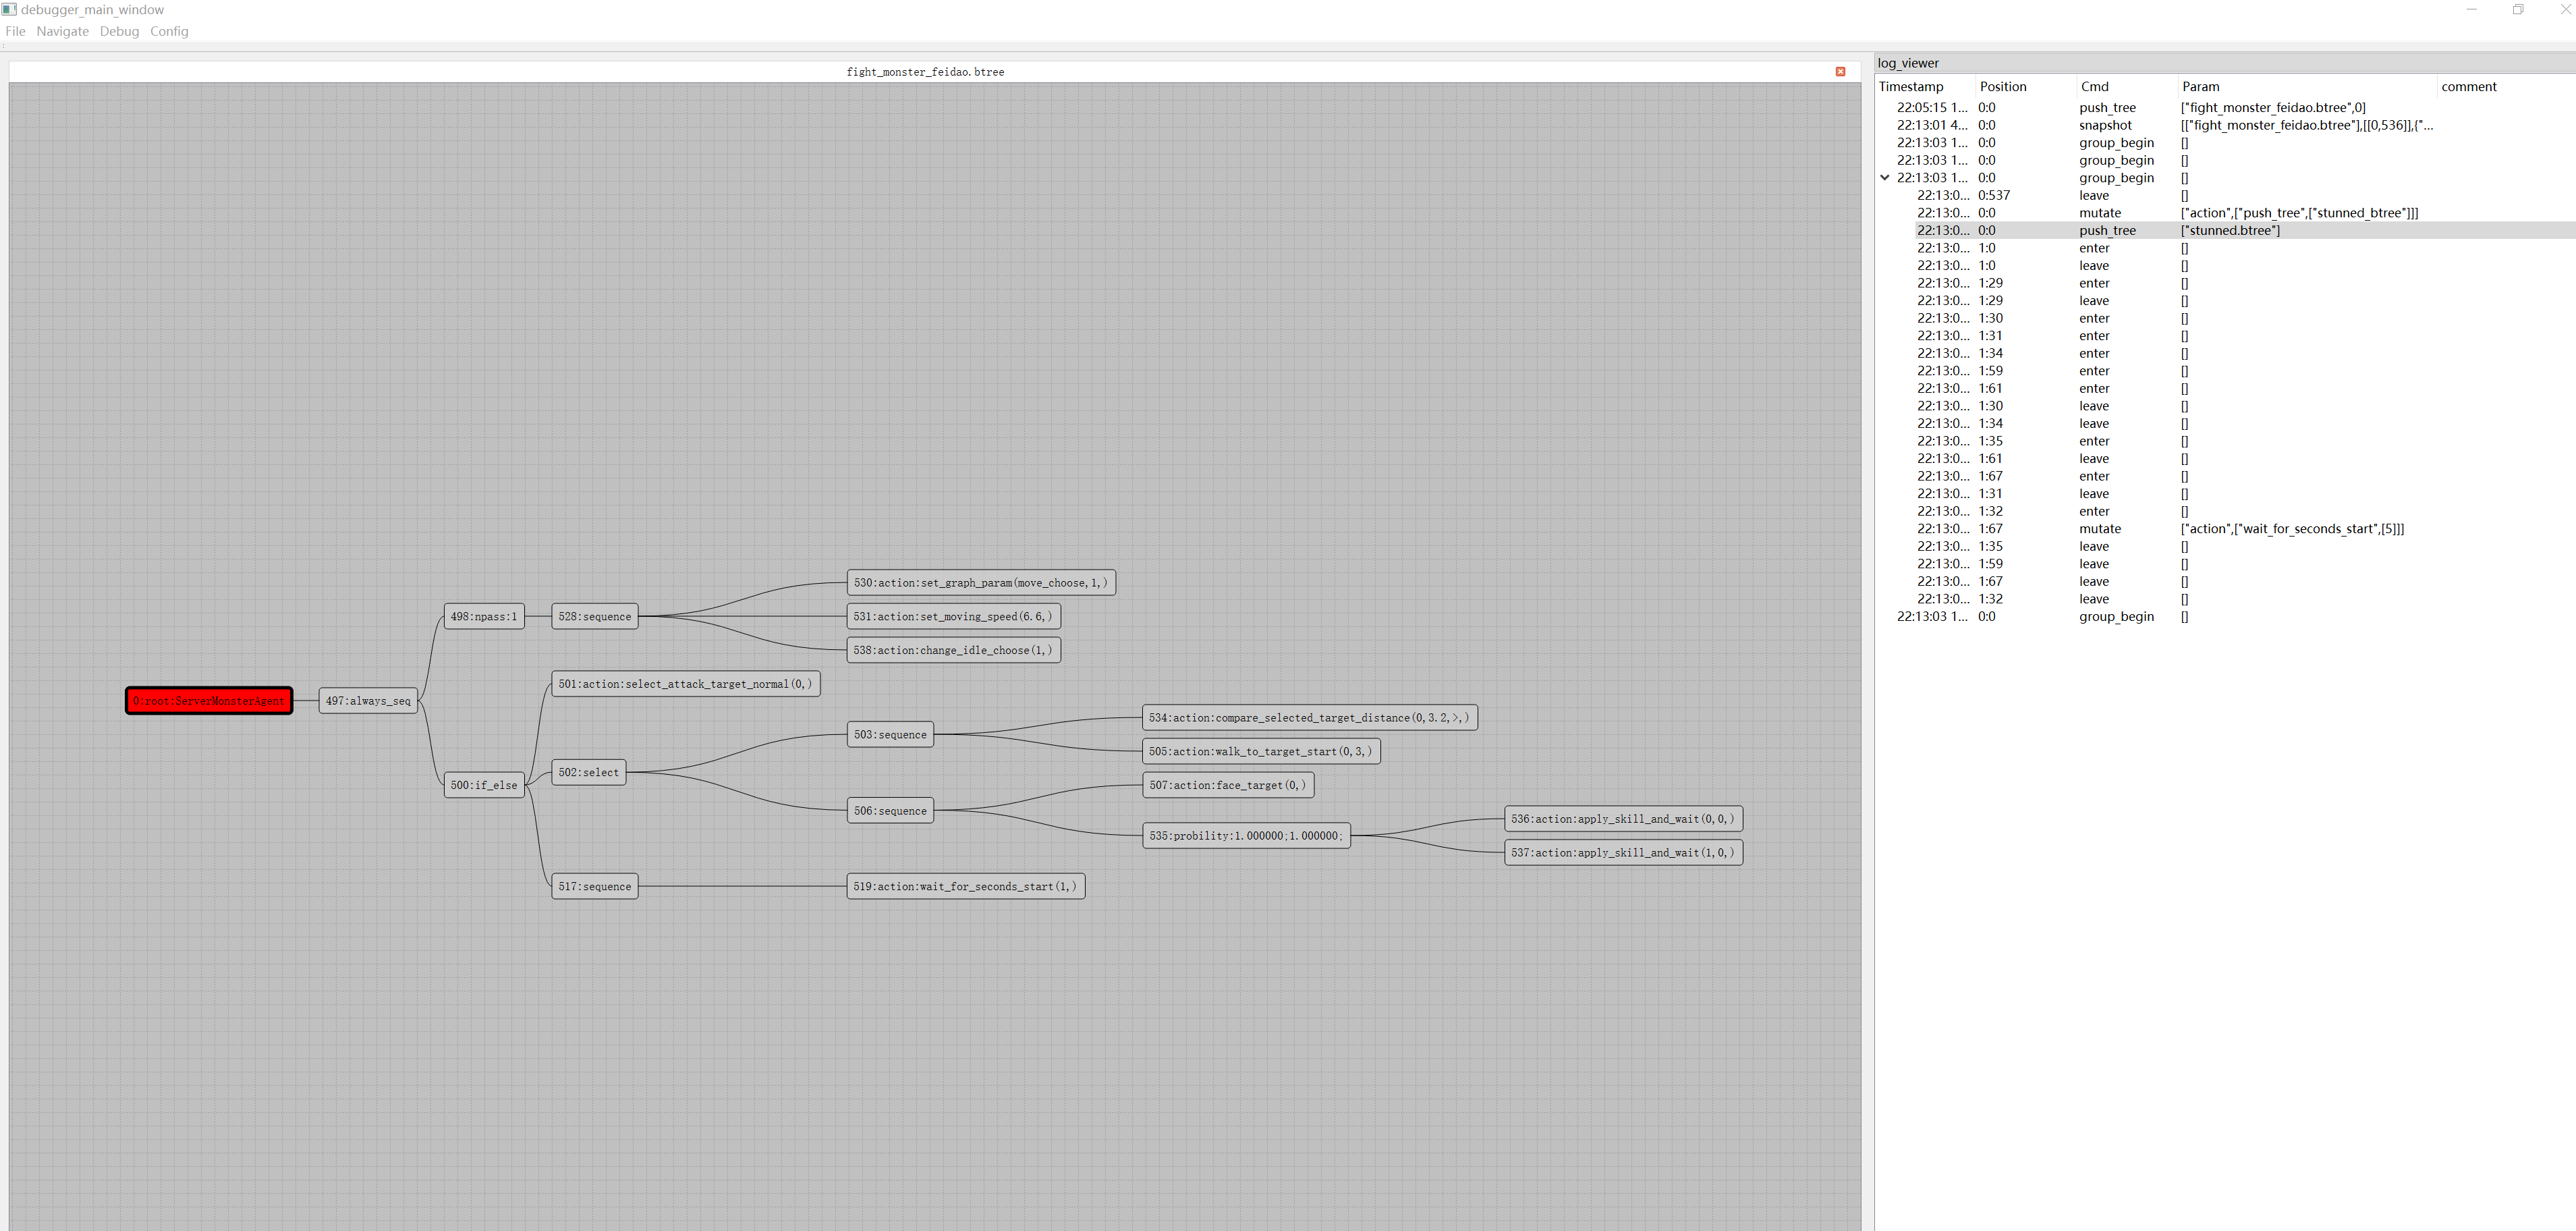 debugger_main_window
File Navigate Debug Config
fight_monster_feidao.btree
530:action:set_graph_param(move_choose,1,)
498:npass:1
528:sequence
531:action:set_moving_speed(6.6,)
538:action:change_idle_choose(1,)
501:action:select_attack_target_normal(0,)
0:root:ServerMonsterAgent
497:always_seq
534:action:compare_selected_target_distance(0,3.2,>,)
503:sequence
505:action:walk_to_target_start(0,3,)
502:select
500:if_else
507:action:face_target(0,)
506:sequence
536:action:apply_skill_and_wait(0,0,)
535:probility:1.000000;1.000000;
537:action:apply_skill_and_wait(1,0,)
517:sequence
519:action:wait_for_seconds_start(1,)
log_viewer
Timestamp Position Cmd Param comment
22:05:15 1... 0:0 push_tree ["fight_monster_feidao.btree",0]
22:13:01 4... 0:0 snapshot [["fight_monster_feidao.btree"],[[0,536]],{"...
22:13:03 1... 0:0 group_begin []
22:13:03 1... 0:0 group_begin []
22:13:03 1... 0:0 group_begin []
22:13:0... 0:537 leave []
22:13:0... 0:0 mutate ["action",["push_tree",["stunned_btree"]]]
22:13:0... 0:0 push_tree ["stunned.btree"]
22:13:0... 1:0 enter []
22:13:0... 1:0 leave []
22:13:0... 1:29 enter []
22:13:0... 1:29 leave []
22:13:0... 1:30 enter []
22:13:0... 1:31 enter []
22:13:0... 1:34 enter []
22:13:0... 1:59 enter []
22:13:0... 1:61 enter []
22:13:0... 1:30 leave []
22:13:0... 1:34 leave []
22:13:0... 1:35 enter []
22:13:0... 1:61 leave []
22:13:0... 1:67 enter []
22:13:0... 1:31 leave []
22:13:0... 1:32 enter []
22:13:0... 1:67 mutate ["action",["wait_for_seconds_start",[5]]]
22:13:0... 1:35 leave []
22:13:0... 1:59 leave []
22:13:0... 1:67 leave []
22:13:0... 1:32 leave []
22:13:03 1... 0:0 group_begin []